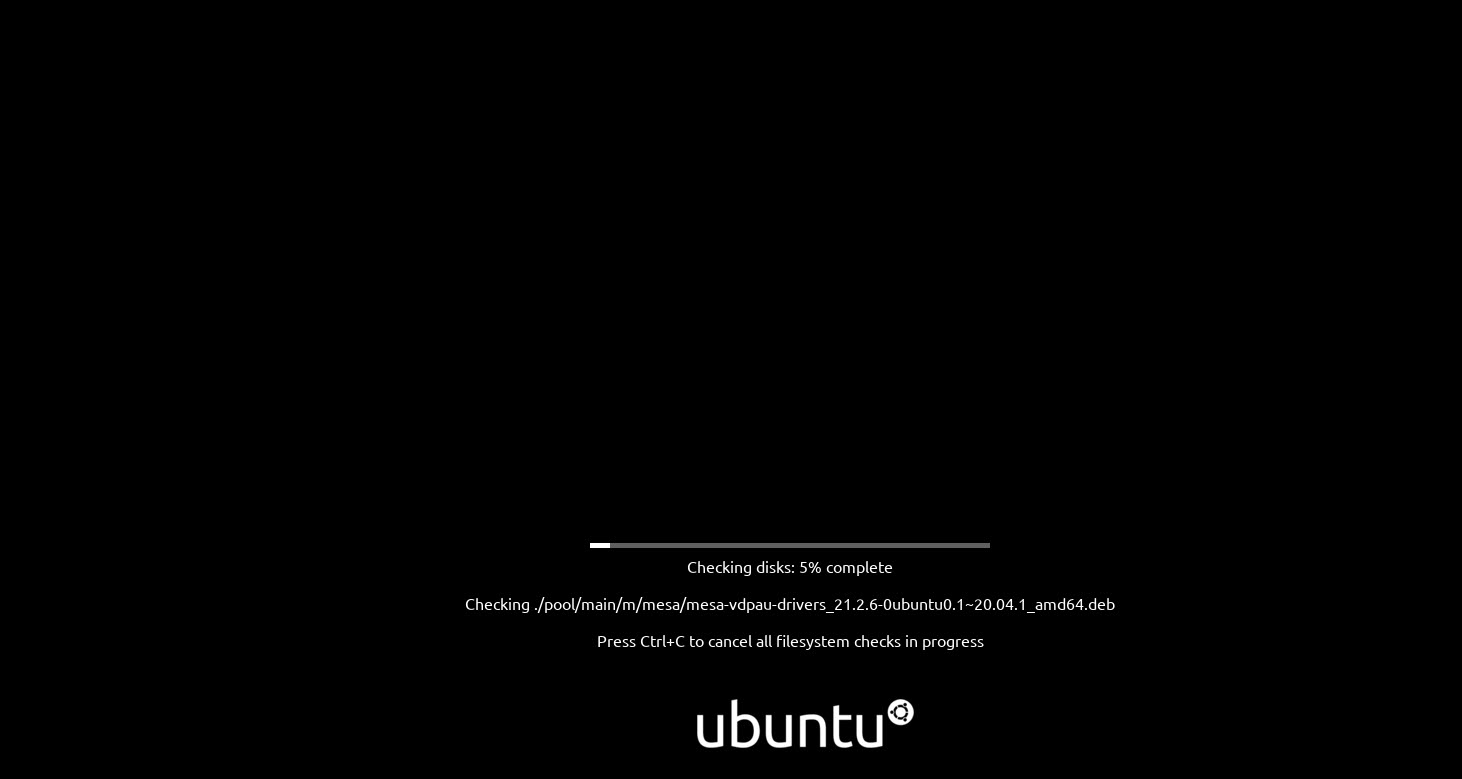 Checking disks: 5% complete
Checking ./pool/main/m/mesa/mesa-vdpau-drivers_21.2.6-0ubuntu0.1~20.04.1_amd64.deb
Press Ctrl+C to cancel all filesystem checks in progress
ubuntu